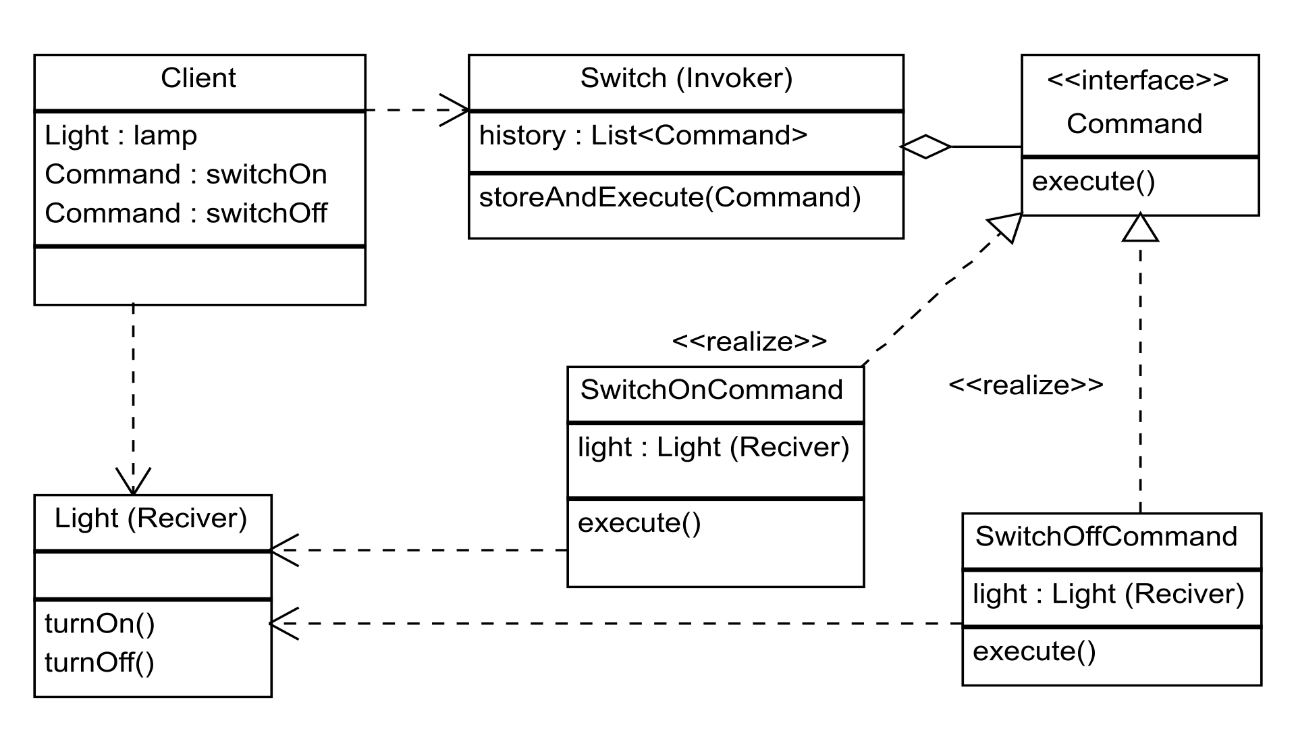 Client
Light : lamp
Command : switchOn
Command : switchOff
Switch (Invoker)
history : List<Command>
storeAndExecute(Command)
<<interface>>
Command
execute()
<<realize>>
<<realize>>
SwitchOnCommand
light : Light (Reciver)
execute()
Light (Reciver)
turnOn()
turnOff()
SwitchOffCommand
light : Light (Reciver)
execute()